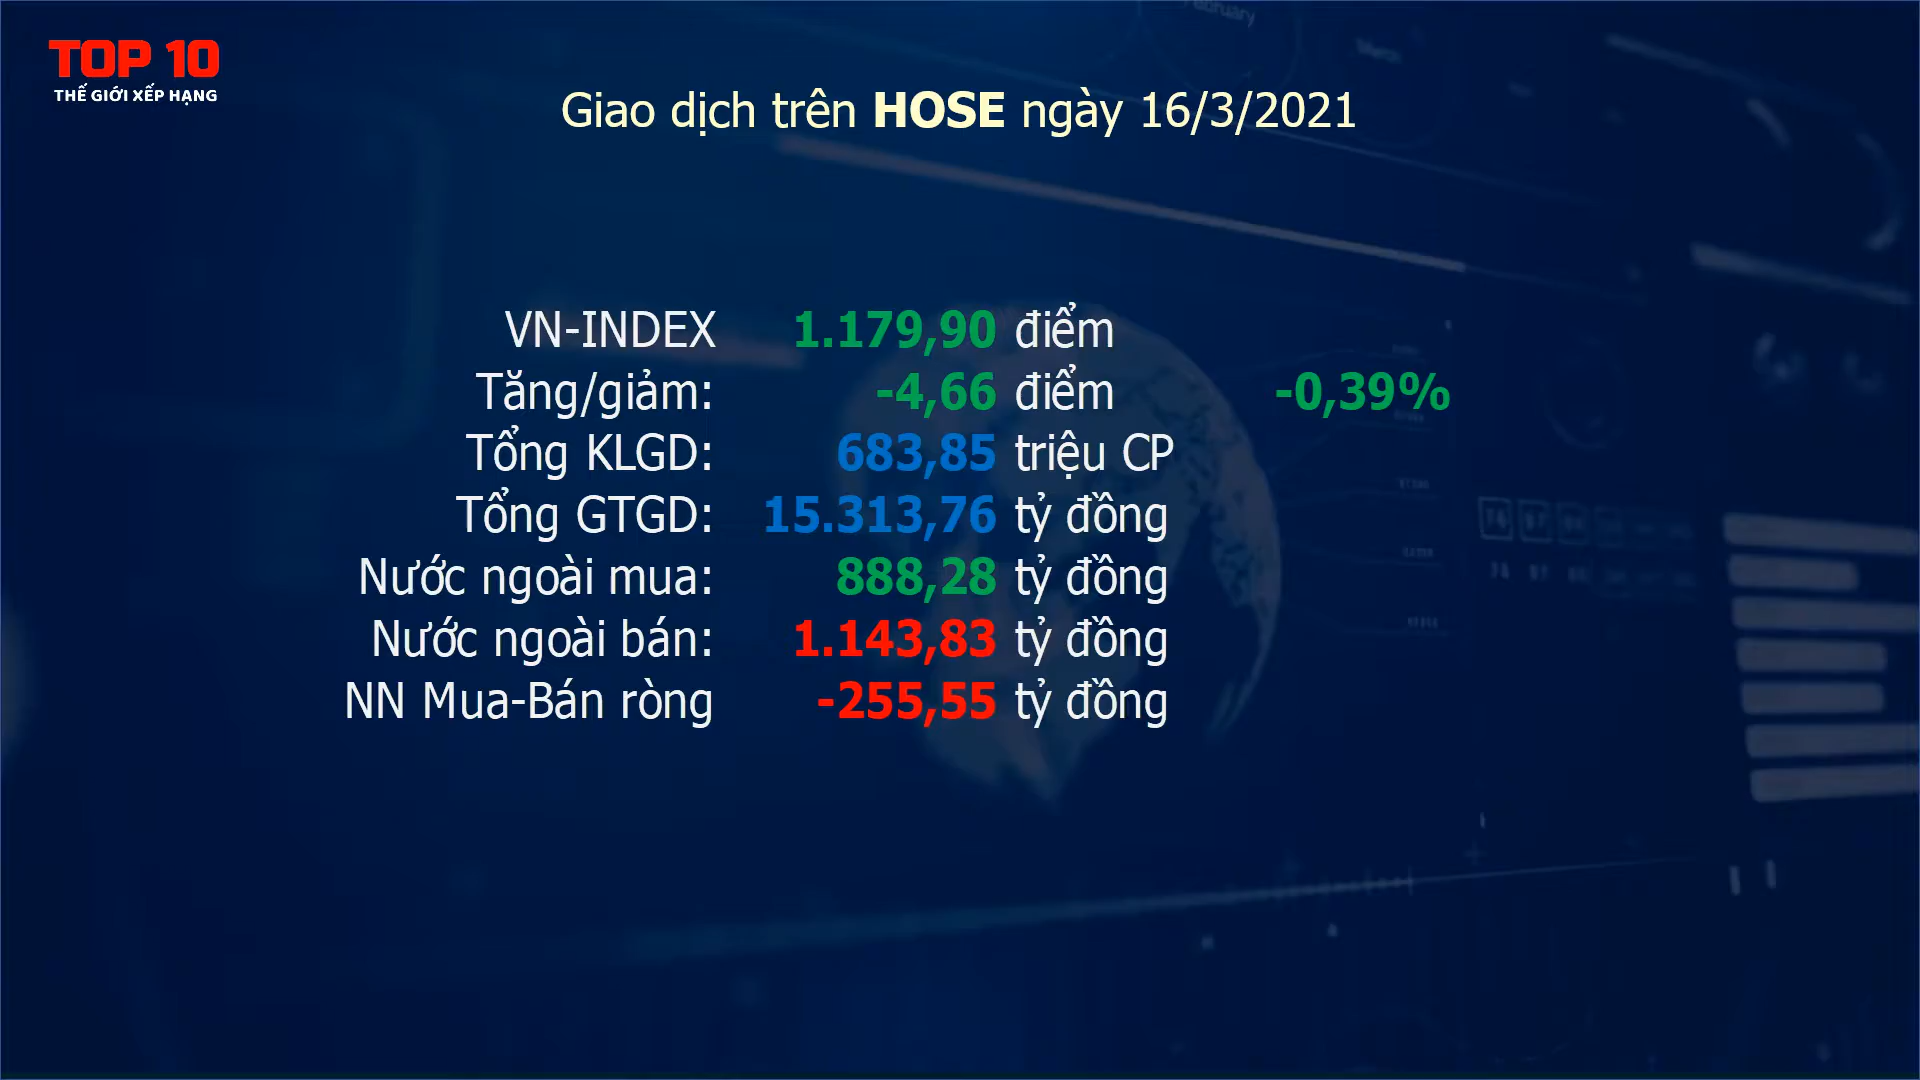 TOP 10
THẾ GIỚI XẾP HẠNG
Giao dịch trên HOSE ngày 16/3/2021
VN-INDEX 1.179,90 điểm
Tăng/giảm: -4,66 điểm -0,39%
Tổng KLGD: 683,85 triệu CP
Tổng GTGD: 15.313,76 tỷ đồng
Nước ngoài mua: 888,28 tỷ đồng
Nước ngoài bán: 1.143,83 tỷ đồng
NN Mua-Bán ròng -255,55 tỷ đồng